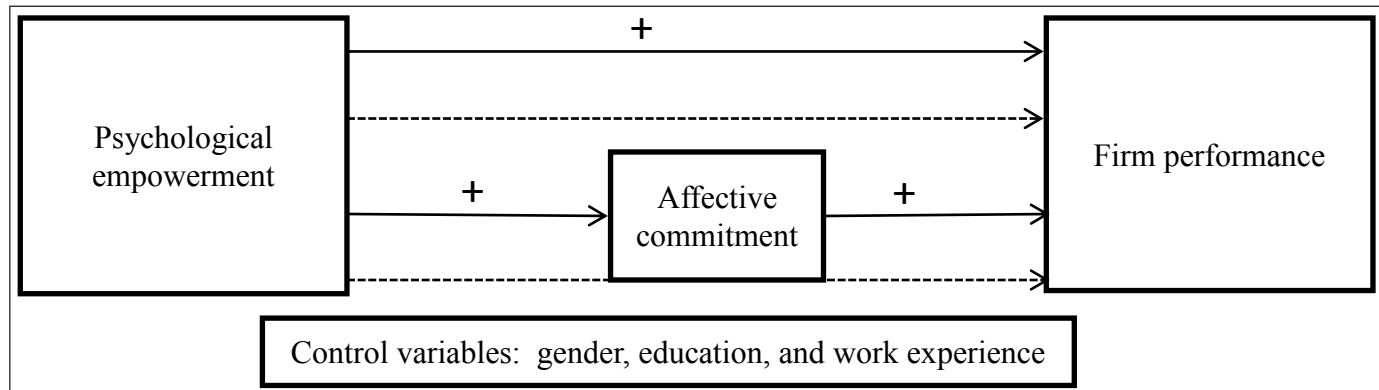 +
Psychological
empowerment
Firm performance
+
Affective
commitment
+
Control variables:  gender, education, and work experience